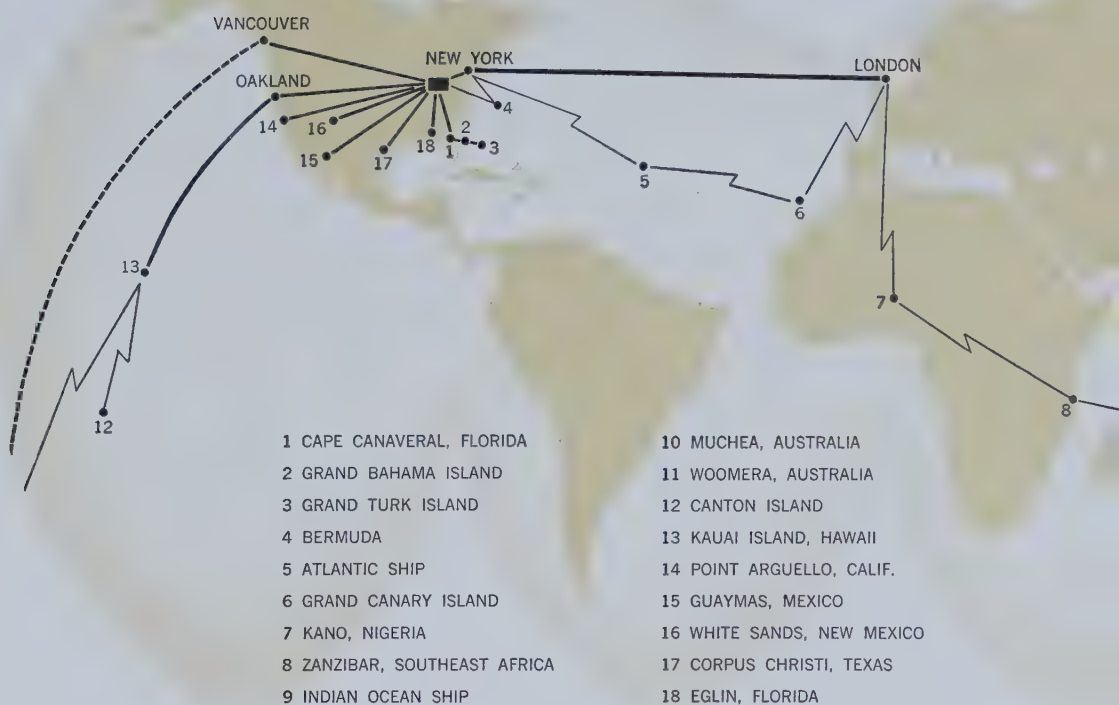 VANCOUVER
NEW YORK
LONDON
OAKLAND
4
14
16
18
2
1
3
15
17
5
6
13
7
8
12
1 CAPE CANAVERAL, FLORIDA
2 GRAND BAHAMA ISLAND
3 GRAND TURK ISLAND
4 BERMUDA
5 ATLANTIC SHIP
6 GRAND CANARY ISLAND
7 KANO, NIGERIA
8 ZANZIBAR, SOUTHEAST AFRICA
9 INDIAN OCEAN SHIP
10 MUCHEA, AUSTRALIA
11 WOOMERA, AUSTRALIA
12 CANTON ISLAND
13 KAUAI ISLAND, HAWAII
14 POINT ARGUELLO, CALIF.
15 GUAYMAS, MEXICO
16 WHITE SANDS, NEW MEXICO
17 CORPUS CHRISTI, TEXAS
18 EGLIN, FLORIDA